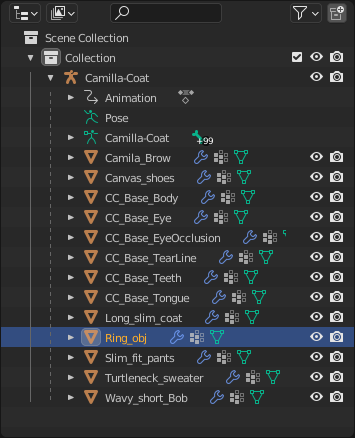 Scene Collection
Collection
Camilla-Coat
Animation
Pose
Camilla-Coat +99
Camila_Brow
Canvas_shoes
CC_Base_Body
CC_Base_Eye
CC_Base_EyeOcclusion
CC_Base_TearLine
CC_Base_Teeth
CC_Base_Tongue
Long_slim_coat
Ring_obj
Slim_fit_pants
Turtleneck_sweater
Wavy_short_Bob